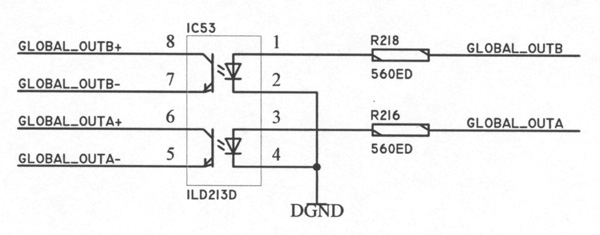 IC53
GLOBAL_OUTB+ 8 1 R218 GLOBAL_OUTB
560ED
GLOBAL_OUTB- 7 2
GLOBAL_OUTA+ 6 3 R216 GLOBAL_OUTA
560ED
GLOBAL_OUTA- 5 4
ILD213D
DGND